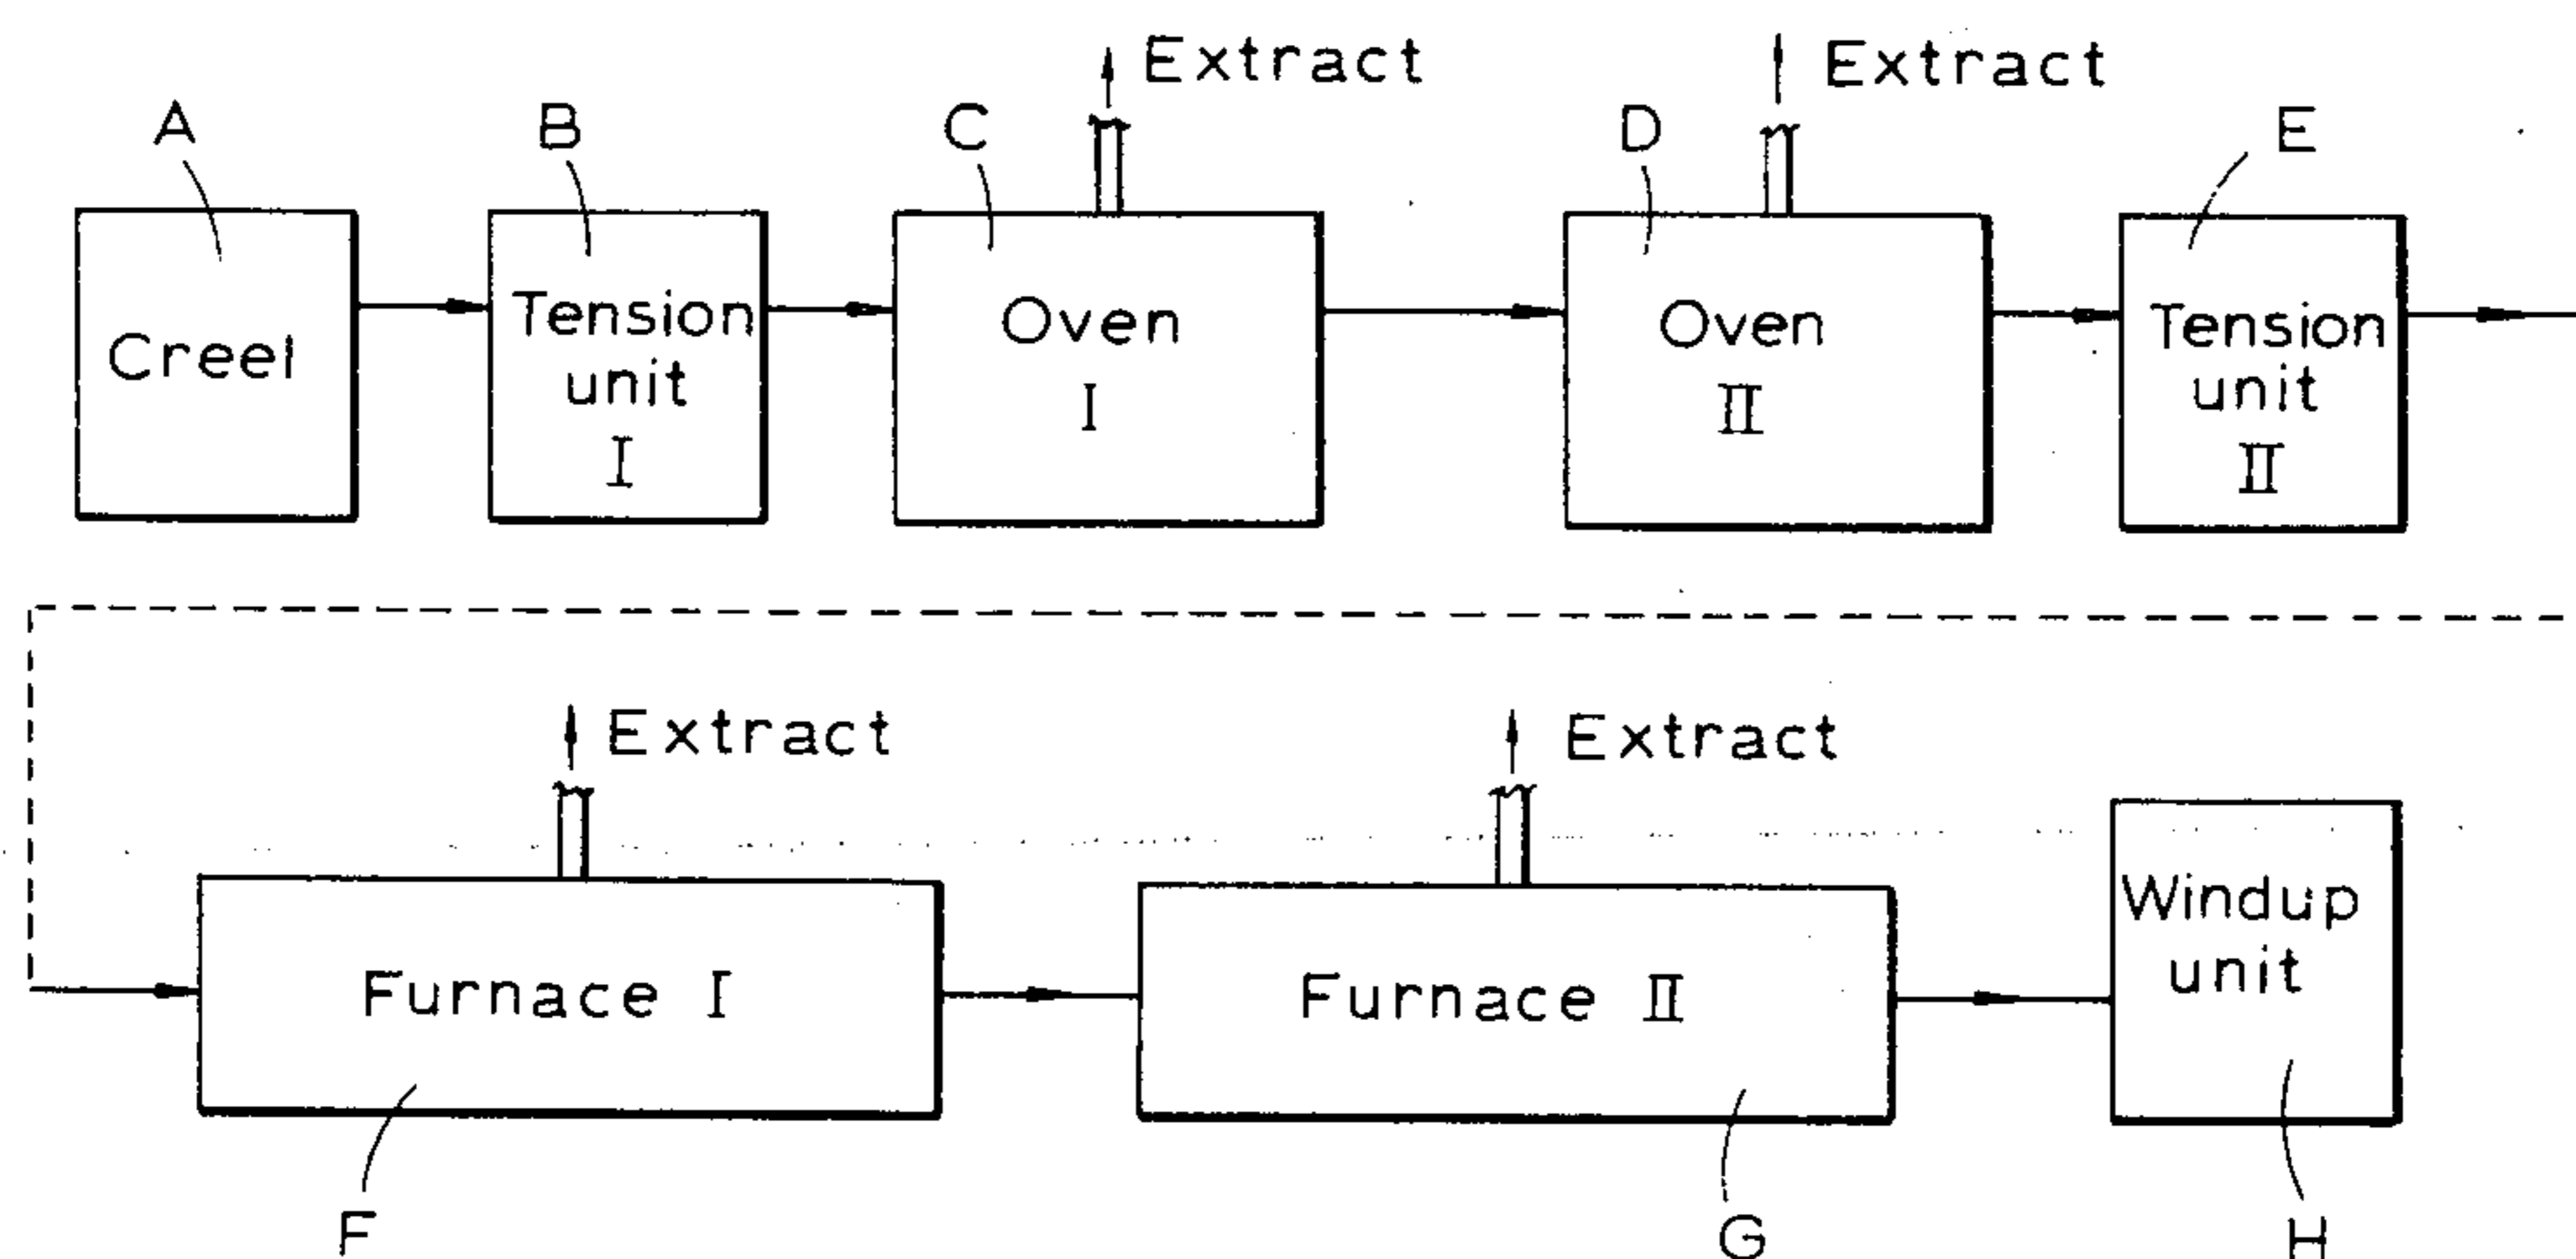 Extract
Extract
A
B
C
D
E
Creel
Tension
unit
I
Oven
I
Oven
II
Tension
unit
II
Extract
Extract
Furnace I
Furnace II
Windup
unit
F
G
H